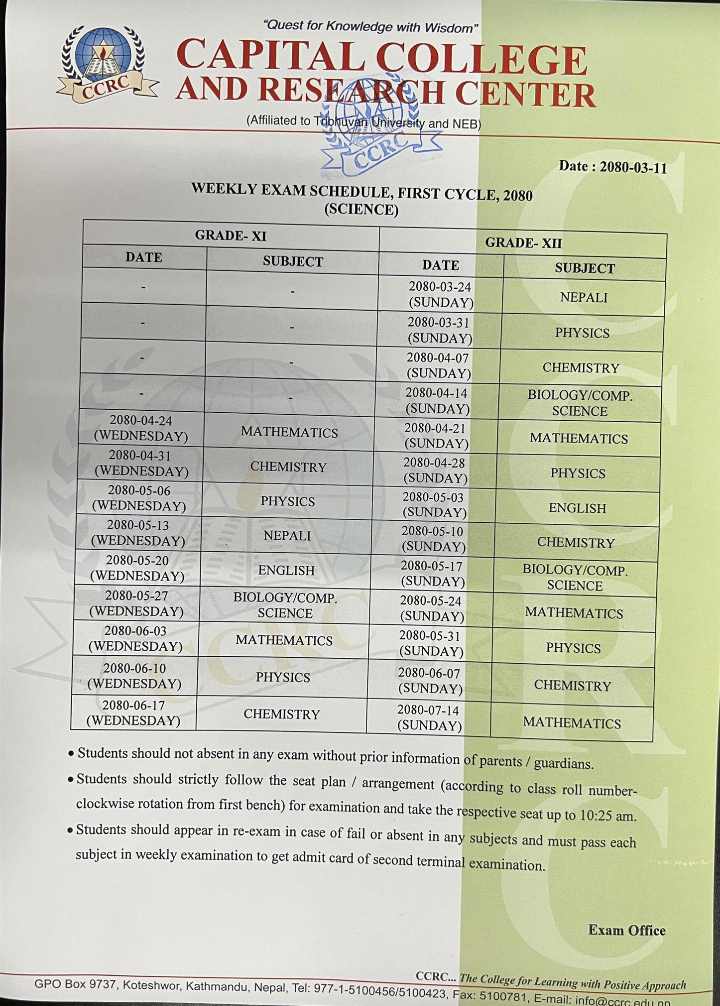 "Quest for Knowledge with Wisdom"
CAPITAL COLLEGE
AND RESEARCH CENTER
(Affiliated to Tribhuvan University and NEB)
CCRC
CCRC
Date : 2080-03-11
WEEKLY EXAM SCHEDULE, FIRST CYCLE, 2080
(SCIENCE)
GRADE- XI GRADE- XII
DATE SUBJECT DATE SUBJECT
- - 2080-03-24 (SUNDAY) NEPALI
- - 2080-03-31 (SUNDAY) PHYSICS
- - 2080-04-07 (SUNDAY) CHEMISTRY
- - 2080-04-14 (SUNDAY) BIOLOGY/COMP. SCIENCE
2080-04-24 (WEDNESDAY) MATHEMATICS 2080-04-21 (SUNDAY) MATHEMATICS
2080-04-31 (WEDNESDAY) CHEMISTRY 2080-04-28 (SUNDAY) PHYSICS
2080-05-06 (WEDNESDAY) PHYSICS 2080-05-03 (SUNDAY) ENGLISH
2080-05-13 (WEDNESDAY) NEPALI 2080-05-10 (SUNDAY) CHEMISTRY
2080-05-20 (WEDNESDAY) ENGLISH 2080-05-17 (SUNDAY) BIOLOGY/COMP. SCIENCE
2080-05-27 (WEDNESDAY) BIOLOGY/COMP. SCIENCE 2080-05-24 (SUNDAY) MATHEMATICS
2080-06-03 (WEDNESDAY) MATHEMATICS 2080-05-31 (SUNDAY) PHYSICS
2080-06-10 (WEDNESDAY) PHYSICS 2080-06-07 (SUNDAY) CHEMISTRY
2080-06-17 (WEDNESDAY) CHEMISTRY 2080-07-14 (SUNDAY) MATHEMATICS
CCRC
CCRC
• Students should not absent in any exam without prior information of parents / guardians.
• Students should strictly follow the seat plan / arrangement (according to class roll number-
clockwise rotation from first bench) for examination and take the respective seat up to 10:25 am.
• Students should appear in re-exam in case of fail or absent in any subjects and must pass each
subject in weekly examination to get admit card of second terminal examination.
Exam Office
CCRC... The College for Learning with Positive Approach
GPO Box 9737, Koteshwor, Kathmandu, Nepal, Tel: 977-1-5100456/5100423, Fax: 5100781, E-mail: info@ccrc.edu.np